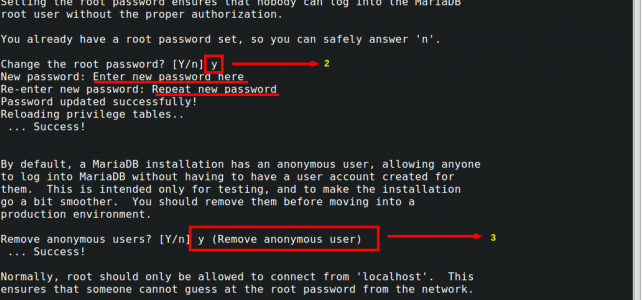 Setting the root password ensures that nobody can log into the MariaDB
root user without the proper authorization.
You already have a root password set, so you can safely answer 'n'.
Change the root password? [Y/n] y 2
New password: Enter new password here
Re-enter new password: Repeat new password
Password updated successfully!
Reloading privilege tables..
... Success!
By default, a MariaDB installation has an anonymous user, allowing anyone
to log into MariaDB without having to have a user account created for
them. This is intended only for testing, and to make the installation
go a bit smoother. You should remove them before moving into a
production environment.
Remove anonymous users? [Y/n] y (Remove anonymous user) 3
... Success!
Normally, root should only be allowed to connect from 'localhost'. This
ensures that someone cannot guess at the root password from the network.